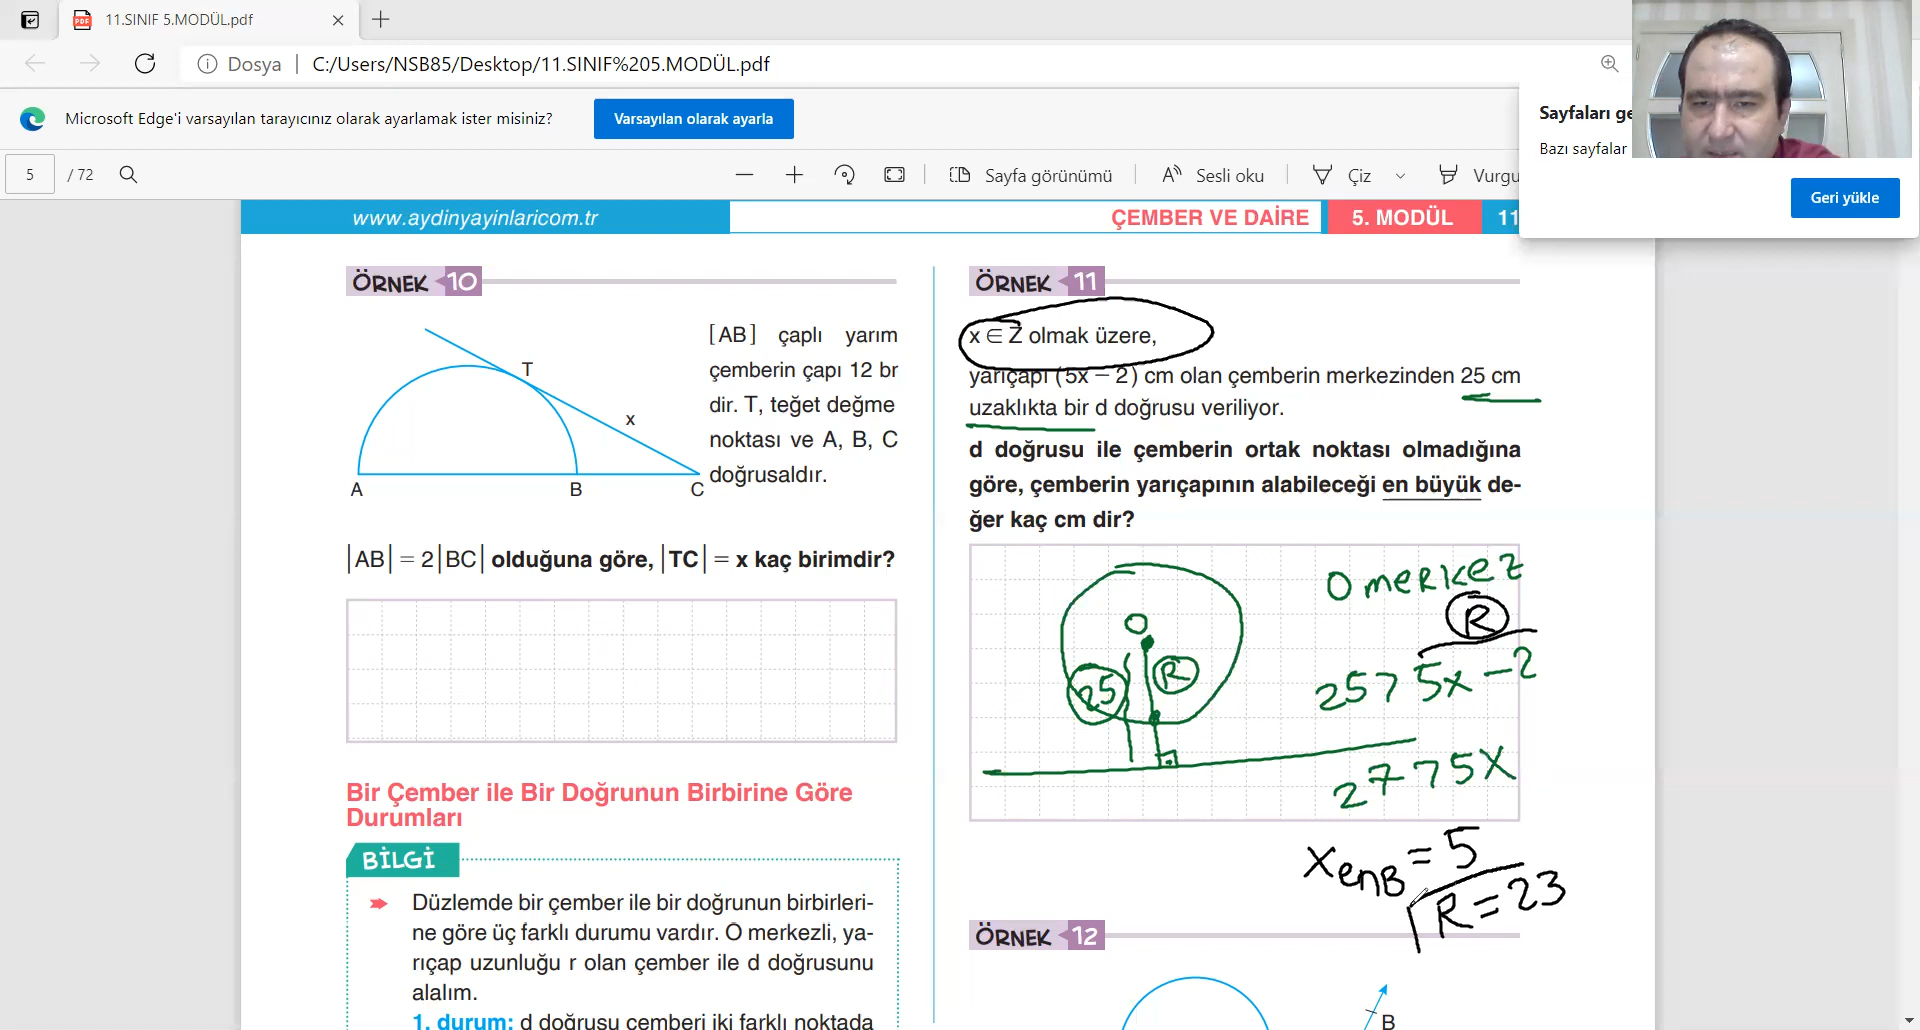 11.SINIF 5.MODÜL.pdf
Dosya | C:/Users/NSB85/Desktop/11.SINIF%205.MODÜL.pdf
Microsoft Edge'i varsayılan tarayıcınız olarak ayarlamak ister misiniz?
Varsayılan olarak ayarla
Sayfaları ge
Bazı sayfalar
Geri yükle
5 / 72
Sayfa görünümü
Sesli oku
Çiz
Vurgu
www.aydinyayinlaricom.tr
ÇEMBER VE DAİRE
5. MODÜL
11
ÖRNEK 10
T
x
A
B
C
[AB] çaplı yarım
çemberin çapı 12 br
dir. T, teğet değme
noktası ve A, B, C
doğrusaldır.
|AB| = 2|BC| olduğuna göre, |TC| = x kaç birimdir?
Bir Çember ile Bir Doğrunun Birbirine Göre
Durumları
BİLGİ
Düzlemde bir çember ile bir doğrunun birbirleri-
ne göre üç farklı durumu vardır. O merkezli, ya-
rıçap uzunluğu r olan çember ile d doğrusunu
alalım.
1. durum: d doğrusu çemberi iki farklı noktada
ÖRNEK 11
x ∈ Z olmak üzere,
yarıçapı (5x − 2) cm olan çemberin merkezinden 25 cm
uzaklıkta bir d doğrusu veriliyor.
d doğrusu ile çemberin ortak noktası olmadığına
göre, çemberin yarıçapının alabileceği en büyük de-
ğer kaç cm dir?
O merkez
R
O
25
R
25 > 5x − 2
27 > 5x
x enB = 5
R = 23
ÖRNEK 12
B